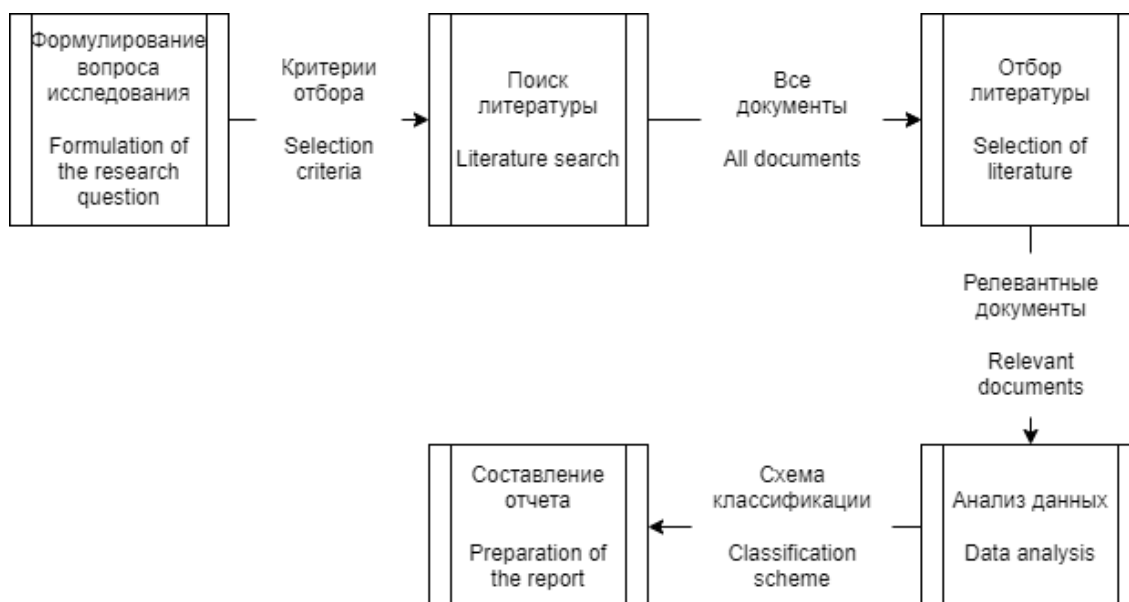 Формулирование
вопроса
исследования
Formulation of
the research
question
Критерии
отбора
Selection
criteria
Поиск
литературы
Literature search
Все
документы
All documents
Отбор
литературы
Selection of
literature
Релевантные
документы
Relevant
documents
Анализ данных
Data analysis
Схема
классификации
Classification
scheme
Составление
отчета
Preparation of
the report